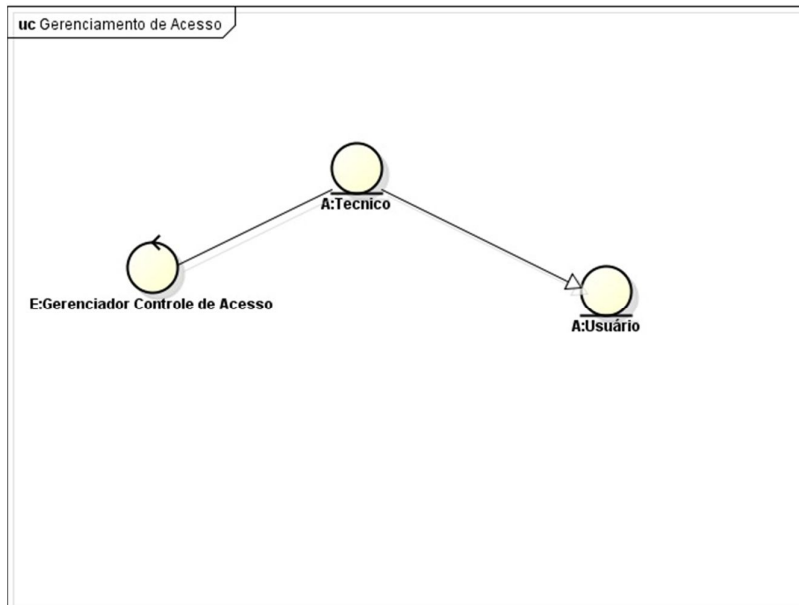 uc Gerenciamento de Acesso
A:Tecnico
E:Gerenciador Controle de Acesso
A:Usuário